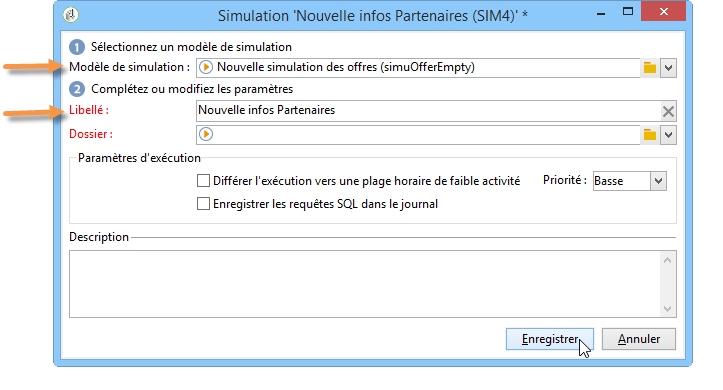 Simulation 'Nouvelle infos Partenaires (SIM4)' *
1 Sélectionnez un modèle de simulation
Modèle de simulation : Nouvelle simulation des offres (simuOfferEmpty)
2 Complétez ou modifiez les paramètres
Libellé : Nouvelle infos Partenaires
Dossier :
Paramètres d'exécution
Différer l'exécution vers une plage horaire de faible activité Priorité : Basse
Enregistrer les requêtes SQL dans le journal
Description
Enregistrer Annuler